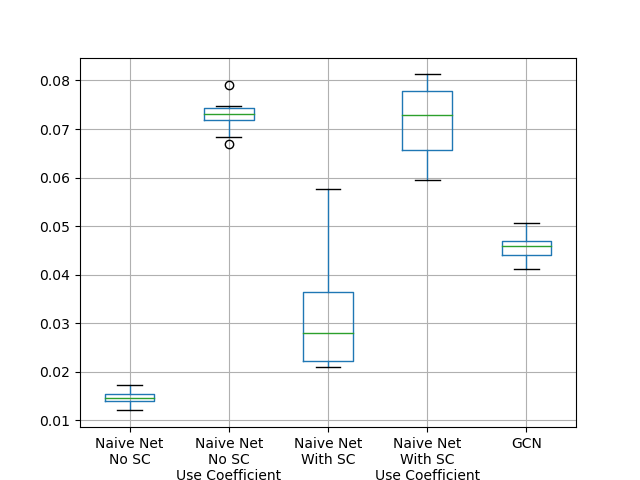 0.08
0.07
0.06
0.05
0.04
0.03
0.02
0.01
Naive Net
No SC
Naive Net
No SC
Use Coefficient
Naive Net
With SC
Naive Net
With SC
Use Coefficient
GCN